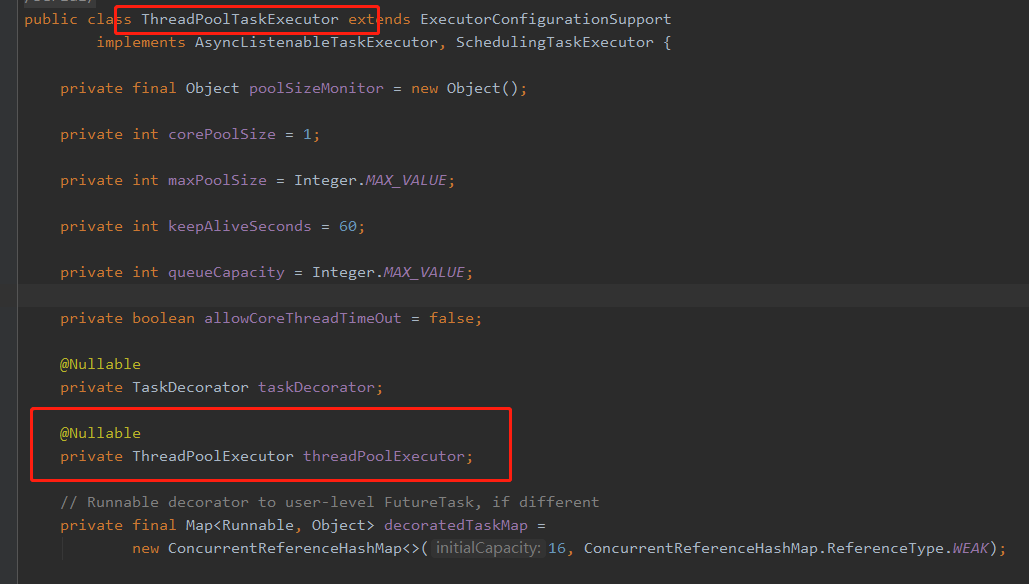 public class ThreadPoolTaskExecutor extends ExecutorConfigurationSupport
implements AsyncListenableTaskExecutor, SchedulingTaskExecutor {
private final Object poolSizeMonitor = new Object();
private int corePoolSize = 1;
private int maxPoolSize = Integer.MAX_VALUE;
private int keepAliveSeconds = 60;
private int queueCapacity = Integer.MAX_VALUE;
private boolean allowCoreThreadTimeOut = false;
@Nullable
private TaskDecorator taskDecorator;
@Nullable
private ThreadPoolExecutor threadPoolExecutor;
// Runnable decorator to user-level FutureTask, if different
private final Map<Runnable, Object> decoratedTaskMap =
new ConcurrentReferenceHashMap<>( initialCapacity: 16, ConcurrentReferenceHashMap.ReferenceType.WEAK);